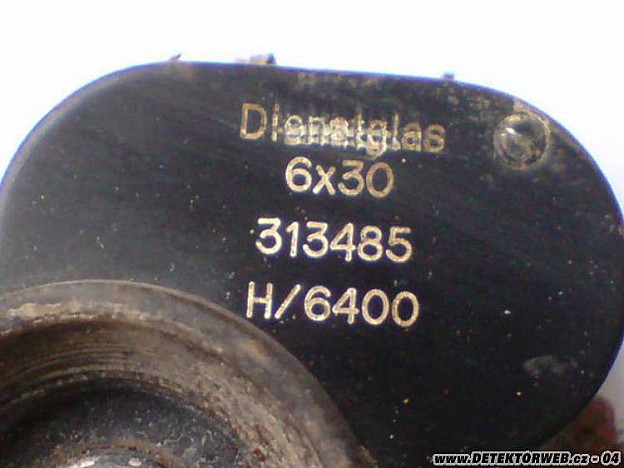 Dienstglas
6x30
313485
H/6400
www.DETEKTORWEB.cz - 04